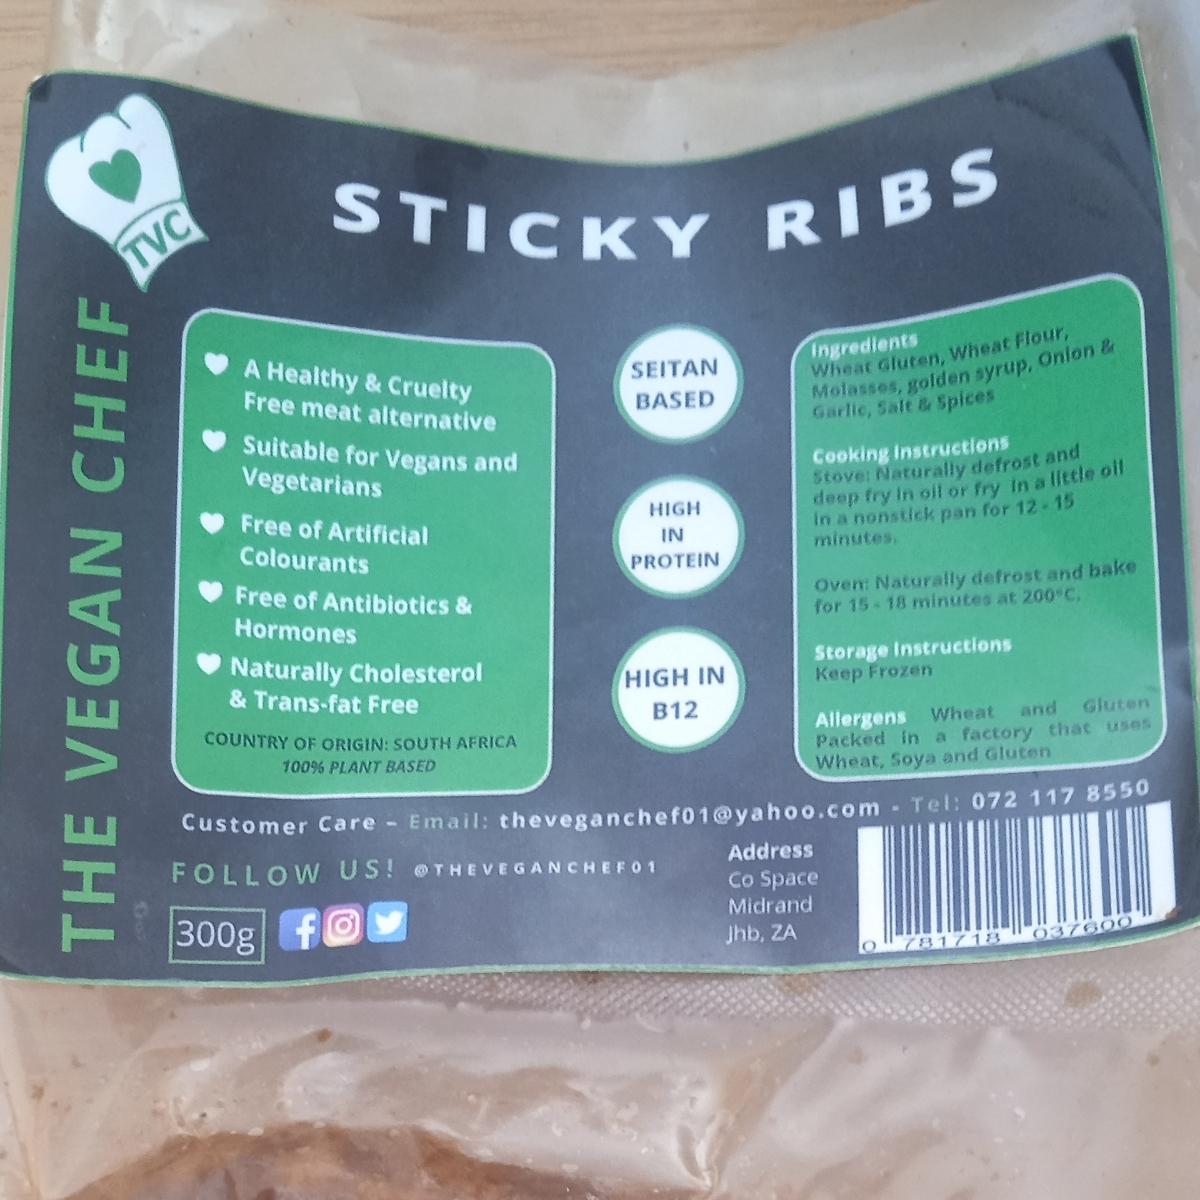 TVC
THE VEGAN CHEF
STICKY RIBS
A Healthy & Cruelty
Free meat alternative
Suitable for Vegans and
Vegetarians
Free of Artificial
Colourants
Free of Antibiotics &
Hormones
Naturally Cholesterol
& Trans-fat Free
COUNTRY OF ORIGIN: SOUTH AFRICA
100% PLANT BASED
SEITAN
BASED
HIGH
IN
PROTEIN
HIGH IN
B12
Ingredients
Wheat Gluten, Wheat Flour,
Molasses, golden syrup, Onion &
Garlic, Salt & Spices
Cooking Instructions
Stove: Naturally defrost and
deep fry in oil or fry in a little oil
in a nonstick pan for 12 - 15
minutes.
Oven: Naturally defrost and bake
for 15 - 18 minutes at 200°C.
Storage Instructions
Keep Frozen
Allergens Wheat and Gluten
Packed in a factory that uses
Wheat, Soya and Gluten
Customer Care – Email: theveganchef01@yahoo.com - Tel: 072 117 8550
FOLLOW US! @THEVEGANCHEF01
300g
Address
Co Space
Midrand
Jhb, ZA
0 781718 037600